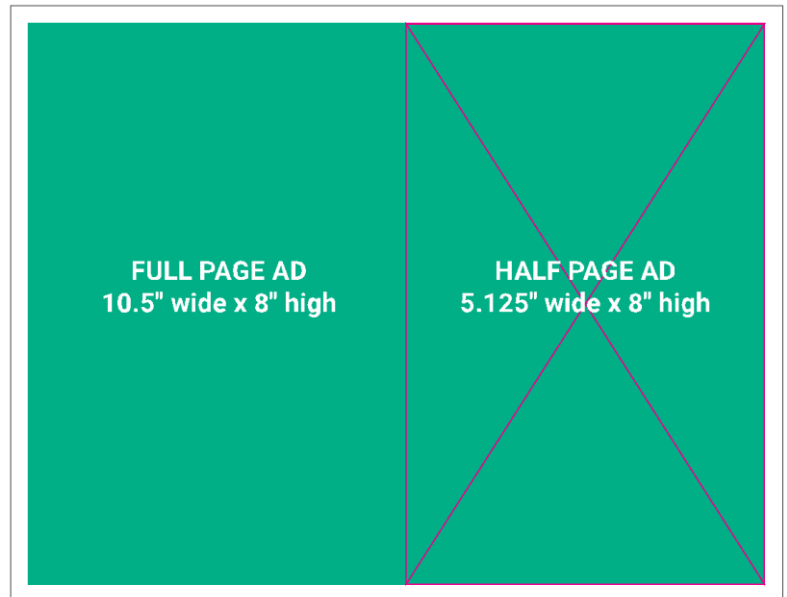 FULL PAGE AD
10.5" wide x 8" high
HALF PAGE AD
5.125" wide x 8" high